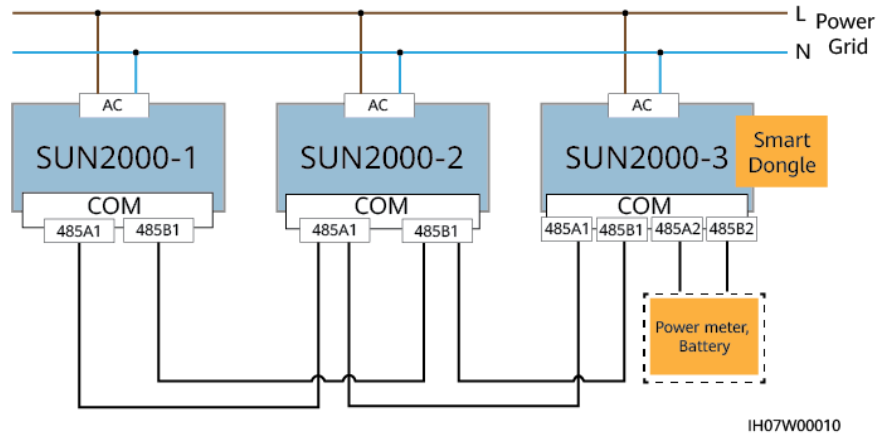 L
Power
Grid
N
AC
AC
AC
SUN2000-1
SUN2000-2
SUN2000-3
Smart
Dongle
COM
COM
COM
485A1
485B1
485A1
485B1
485A1
485B1
485A2
485B2
Power meter,
Battery
IH07W00010